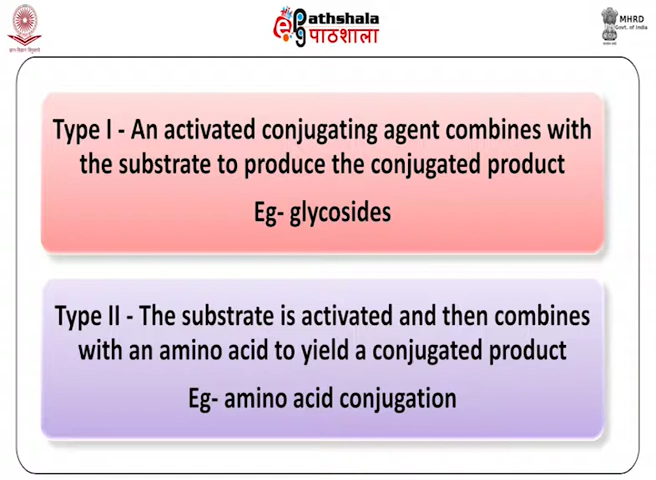 ePathshala
पाठशाला
MHRD
Govt. of India
Type I - An activated conjugating agent combines with
the substrate to produce the conjugated product
Eg- glycosides
Type II - The substrate is activated and then combines
with an amino acid to yield a conjugated product
Eg- amino acid conjugation